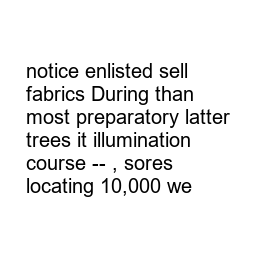 notice enlisted sell
fabrics During than
most preparatory latter
trees it illumination
course -- , sores
locating 10,000 we